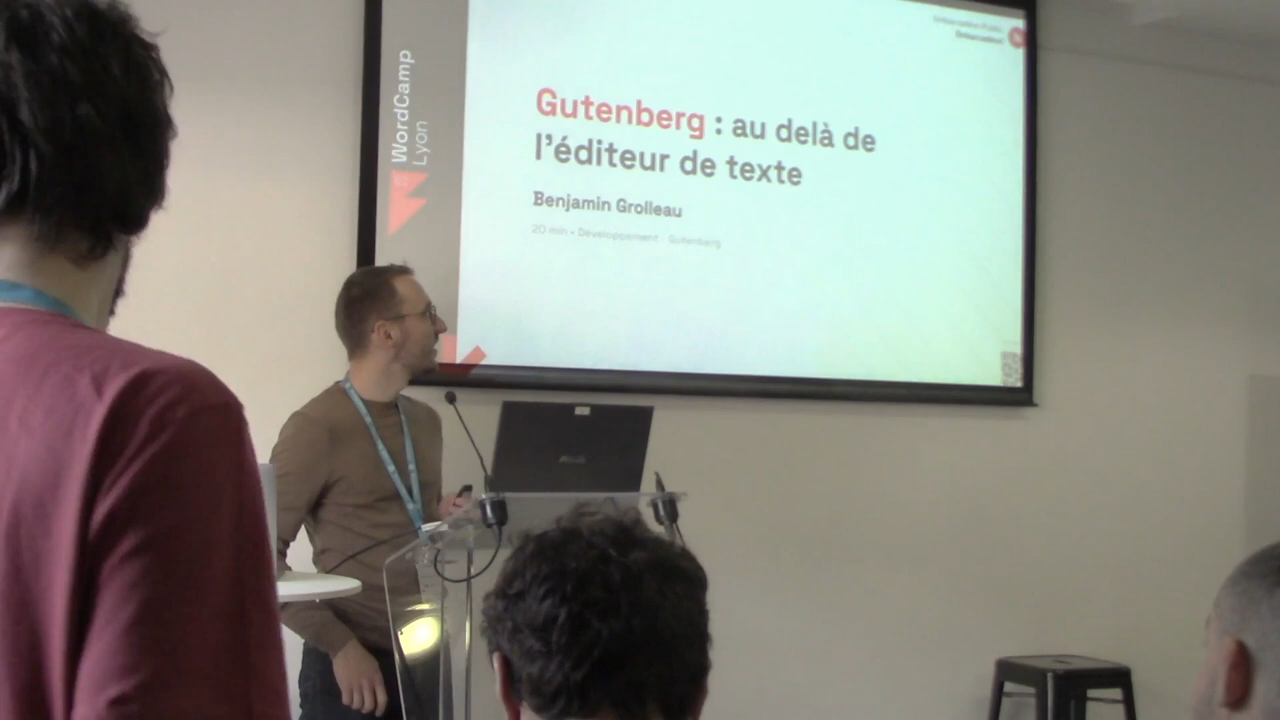 WordCamp
Lyon
Gutenberg : au delà de
l'éditeur de texte
Benjamin Grolleau
20 min • Développement - Gutenberg